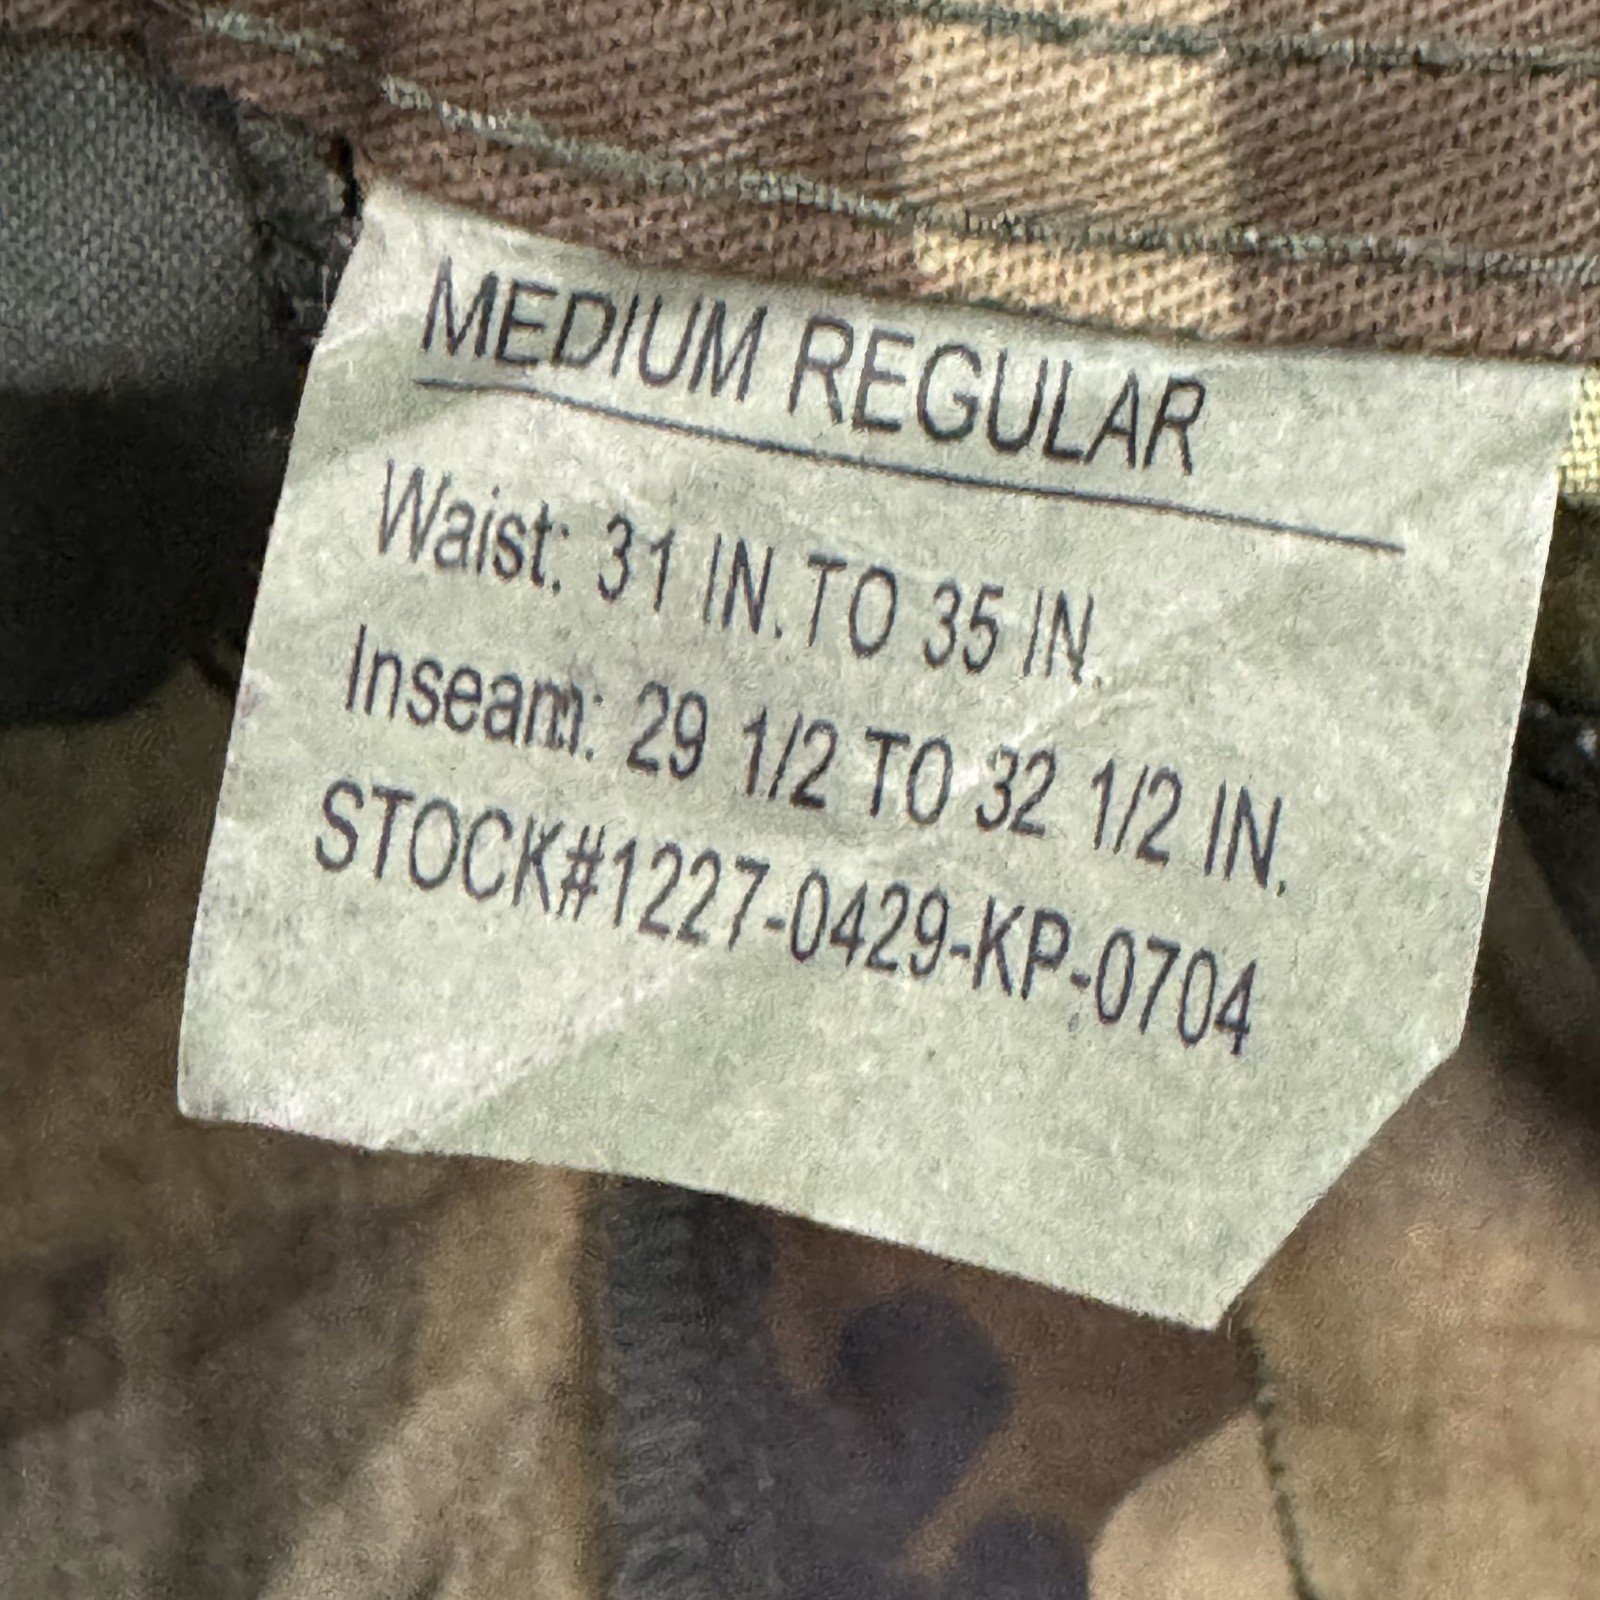 MEDIUM REGULAR
Waist: 31 IN. TO 35 IN.
Inseam: 29 1/2 TO 32 1/2 IN.
STOCK#1227-0429-KP-0704